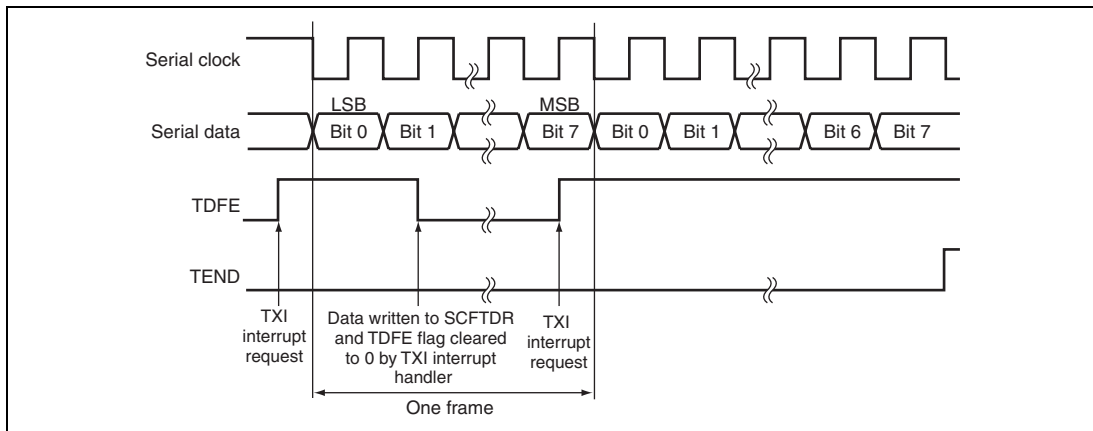 Serial clock
LSB
MSB
Serial data
Bit 0
Bit 1
Bit 7
Bit 0
Bit 1
Bit 6
Bit 7
TDFE
TEND
TXI
interrupt
request
Data written to SCFTDR
and TDFE flag cleared
to 0 by TXI interrupt
handler
TXI
interrupt
request
One frame